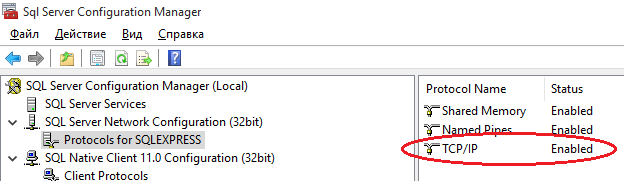 Sql Server Configuration Manager
Файл Действие Вид Справка
SQL Server Configuration Manager (Local)
SQL Server Services
SQL Server Network Configuration (32bit)
Protocols for SQLEXPRESS
SQL Native Client 11.0 Configuration (32bit)
Client Protocols
Protocol Name Status
Shared Memory Enabled
Named Pipes Enabled
TCP/IP Enabled